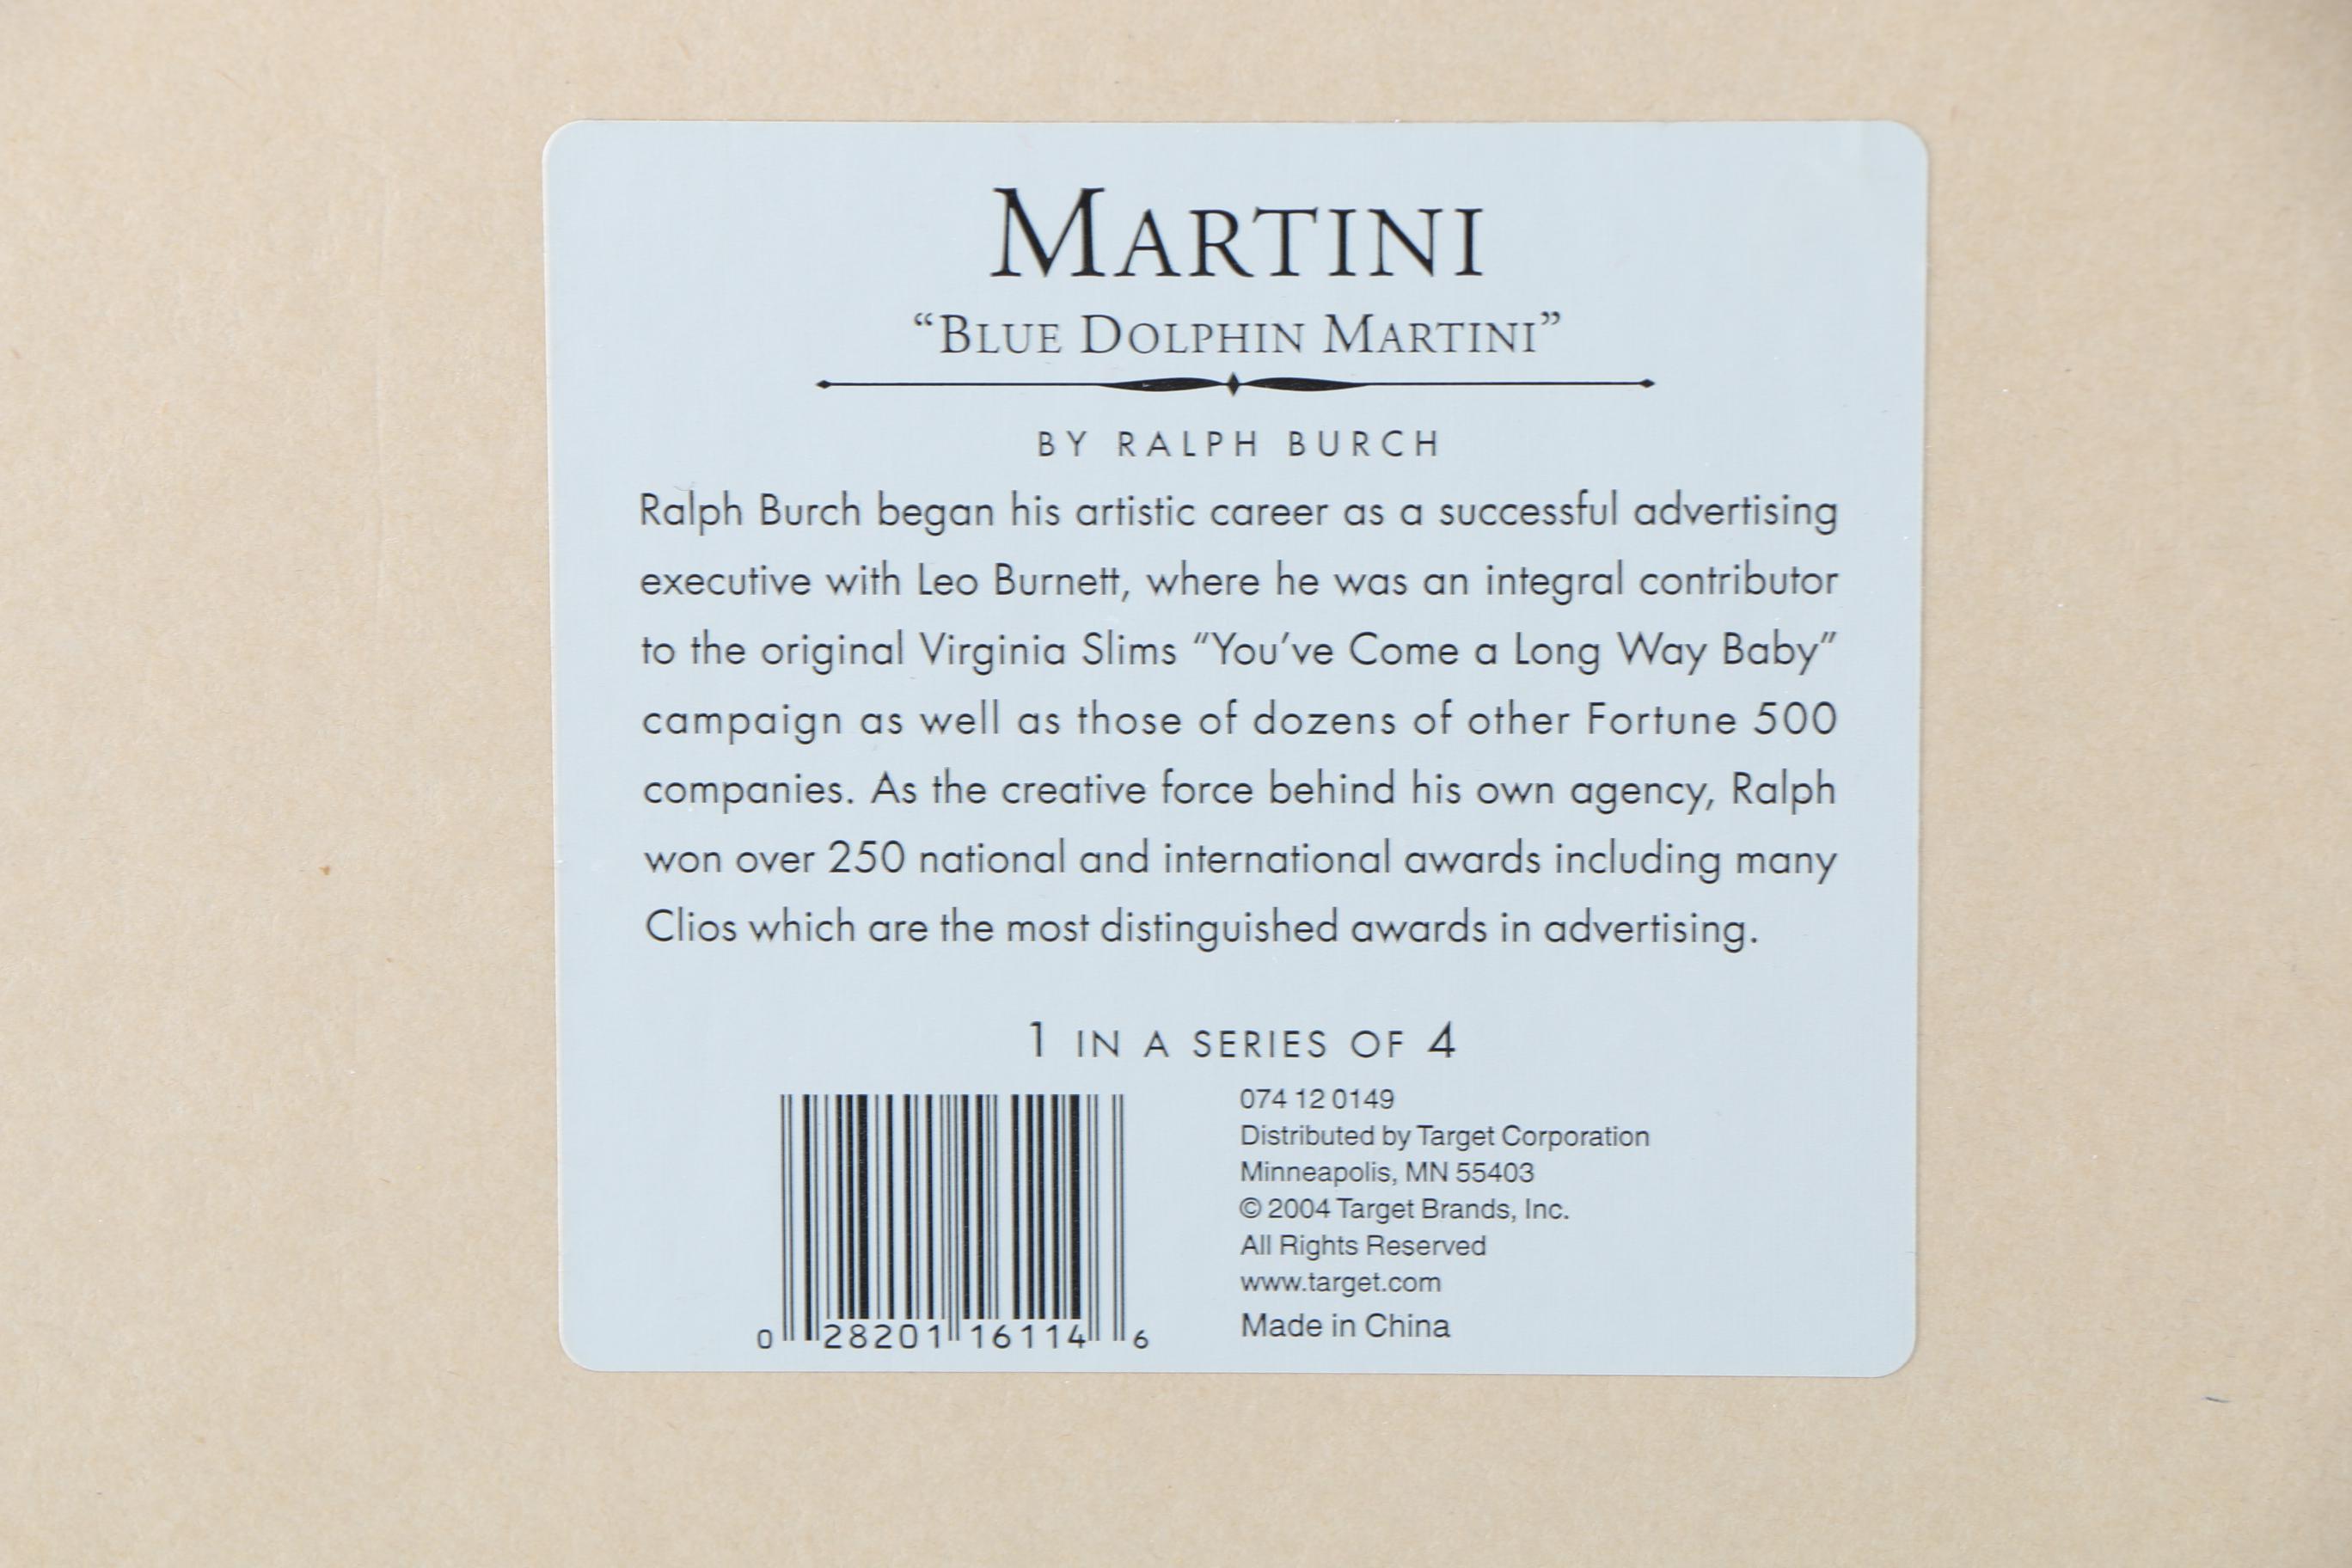 MARTINI
“BLUE DOLPHIN MARTINI”
BY RALPH BURCH
Ralph Burch began his artistic career as a successful advertising
executive with Leo Burnett, where he was an integral contributor
to the original Virginia Slims “You’ve Come a Long Way Baby”
campaign as well as those of dozens of other Fortune 500
companies. As the creative force behind his own agency, Ralph
won over 250 national and international awards including many
Clios which are the most distinguished awards in advertising.
1 IN A SERIES OF 4
074 12 0149
Distributed by Target Corporation
Minneapolis, MN 55403
© 2004 Target Brands, Inc.
All Rights Reserved
www.target.com
Made in China
0 28201 16114 6